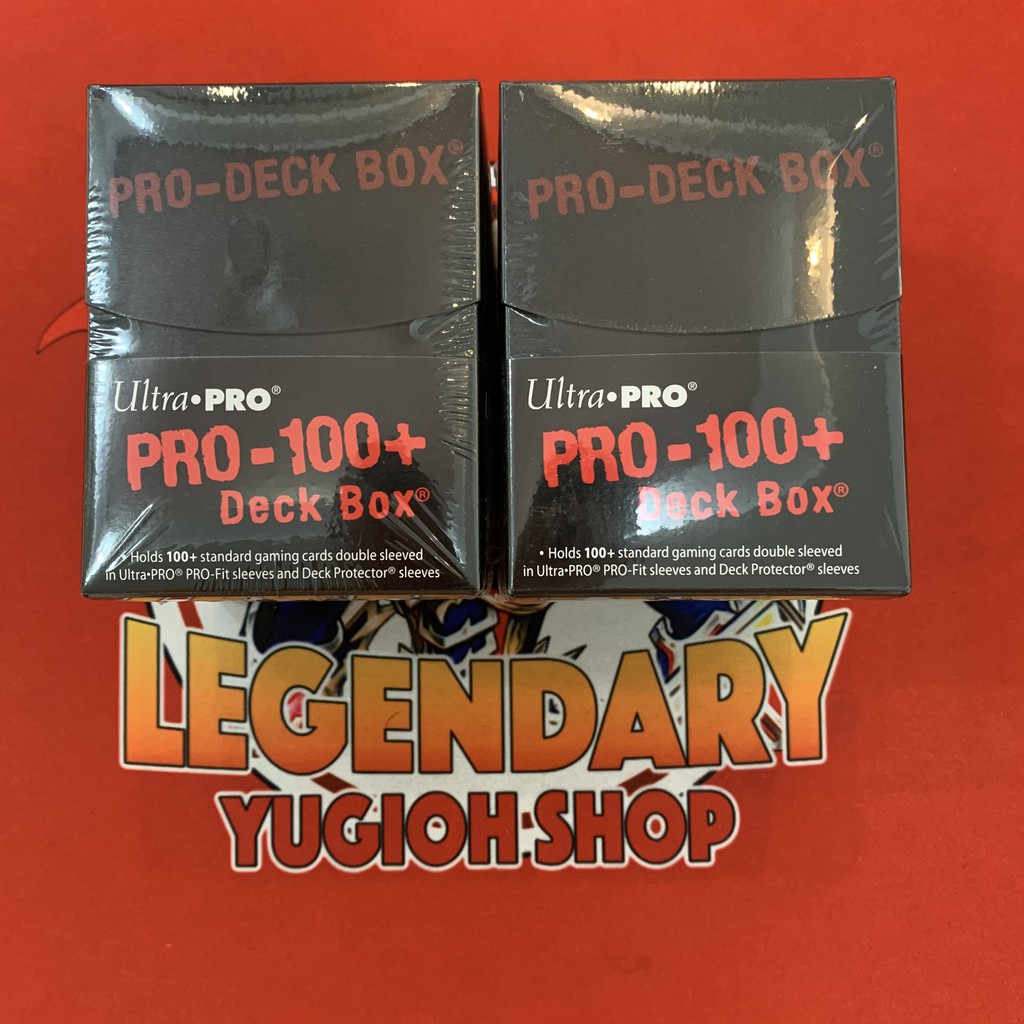 PRO-DECK BOX®
Ultra•PRO®
PRO-100+
Deck Box®
• Holds 100+ standard gaming cards double sleeved
in Ultra•PRO® PRO-Fit sleeves and Deck Protector® sleeves
PRO-DECK BOX®
Ultra•PRO®
PRO-100+
Deck Box®
• Holds 100+ standard gaming cards double sleeved
in Ultra•PRO® PRO-Fit sleeves and Deck Protector® sleeves
LEGENDARY
YUGIOH SHOP